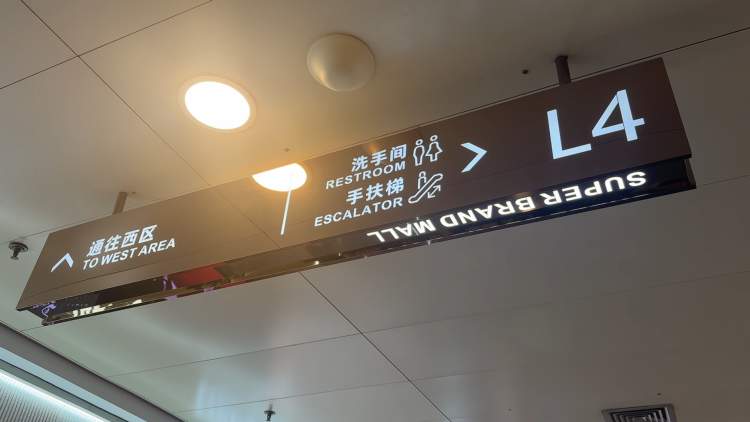 通往西区
TO WEST AREA
洗手间
RESTROOM
手扶梯
ESCALATOR
L4
SUPER BRAND MALL